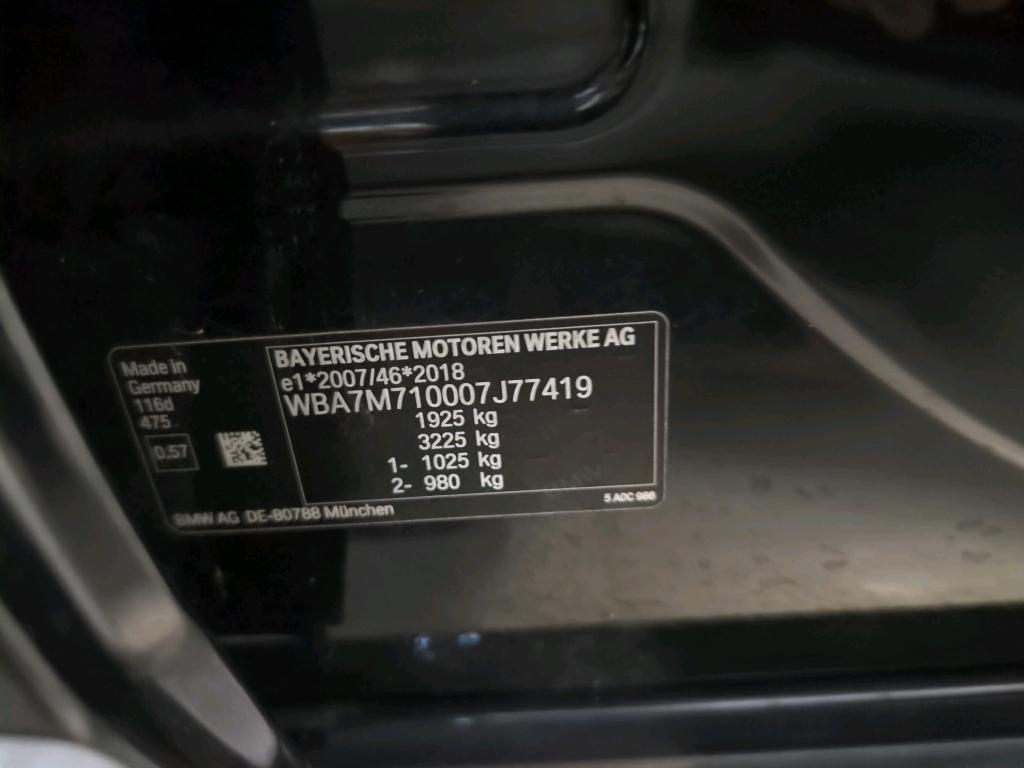 Made in
Germany
116d
475
0.57
BAYERISCHE MOTOREN WERKE AG
e1*2007/46*2018
WBA7M710007J77419
1925 kg
3225 kg
1- 1025 kg
2- 980 kg
BMW AG DE-80788 München
5 A0C 986